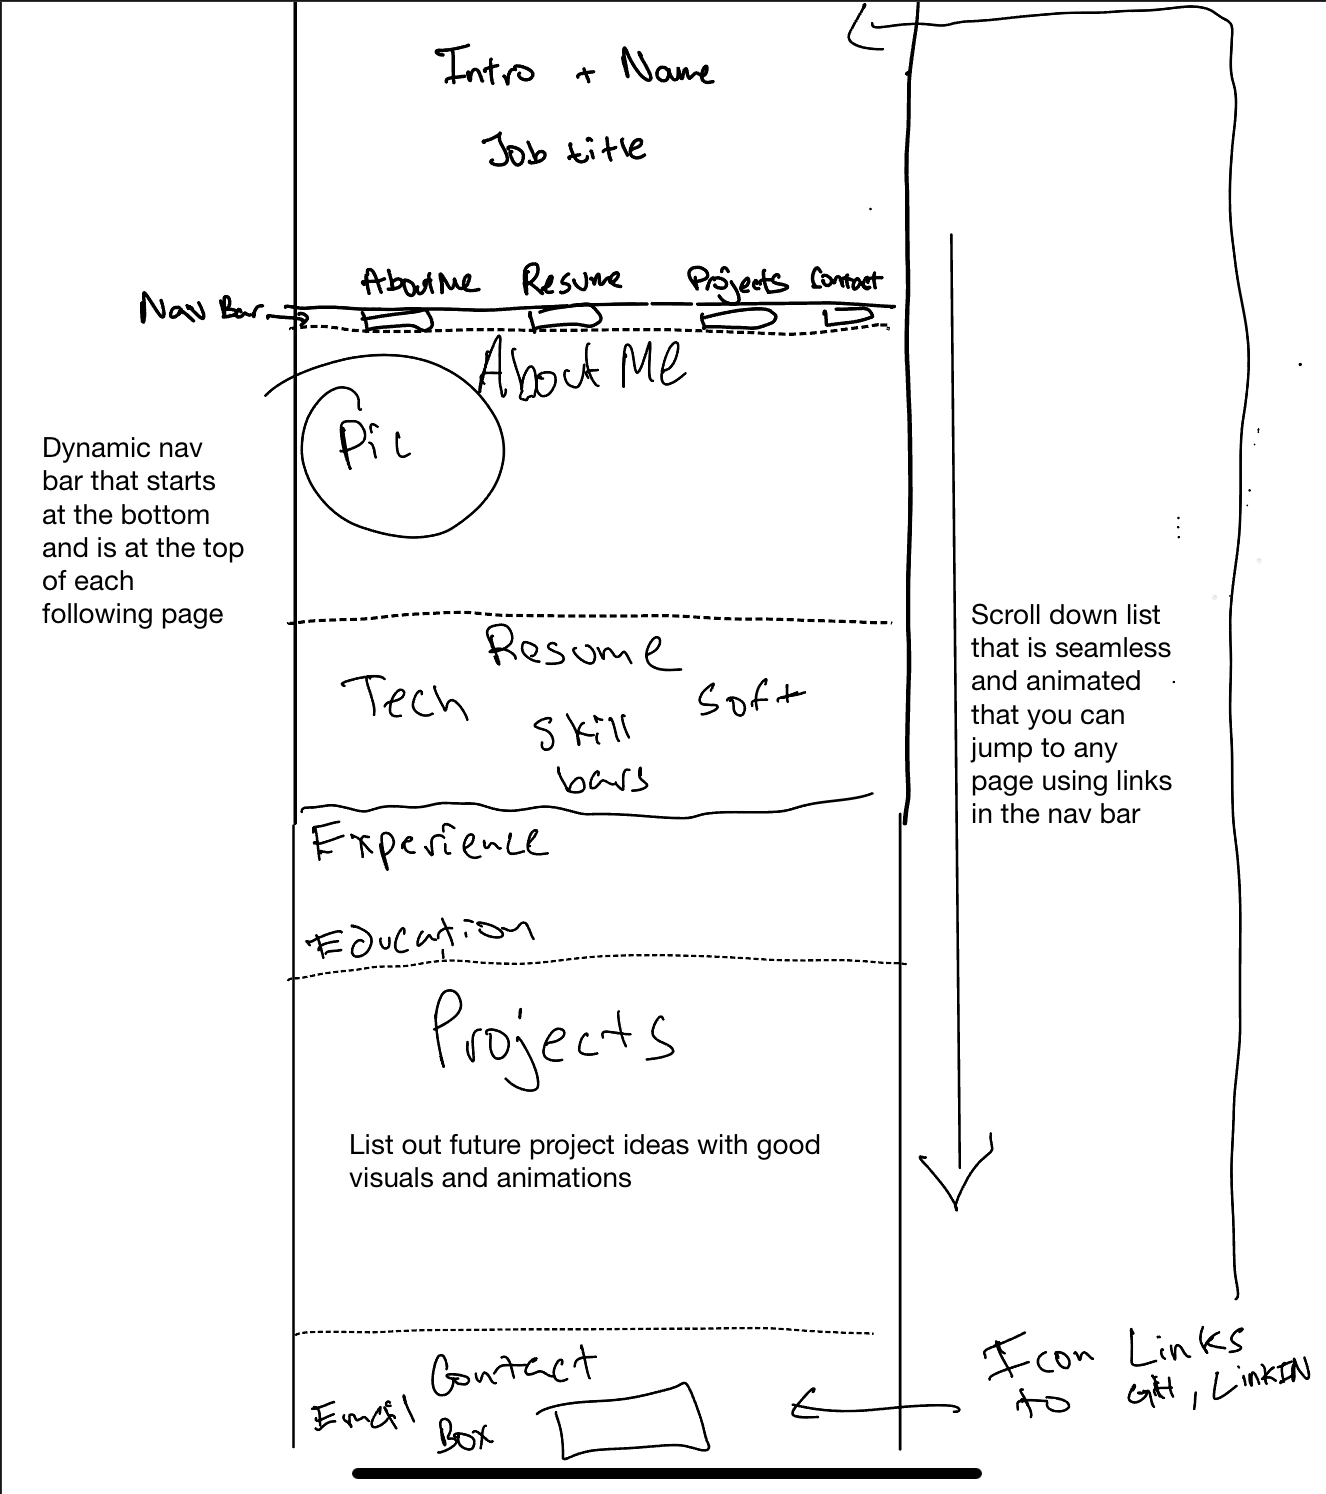 Intro + Name
Job title
About Me Resume Projects Contact
Nav Bar
About Me
Pic
Dynamic nav
bar that starts
at the bottom
and is at the top
of each
following page
Scroll down list
that is seamless
and animated
that you can
jump to any
page using links
in the nav bar
Resume
Tech
Soft
Skill
bars
Experience
Education
Projects
List out future project ideas with good
visuals and animations
Contact
Email
Box
Icon Links
to GH, LinkIN